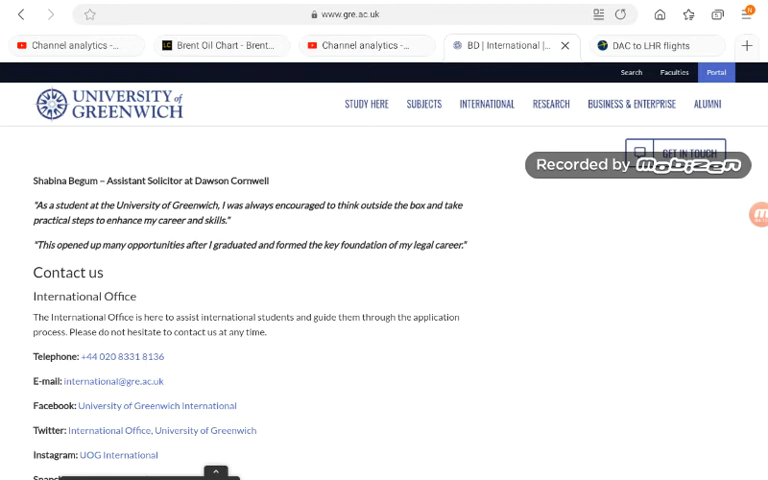 www.gre.ac.uk
Channel analytics -...
Brent Oil Chart - Brent...
Channel analytics -...
BD | International |...
DAC to LHR flights
Search
Faculties
Portal
UNIVERSITY of
GREENWICH
STUDY HERE
SUBJECTS
INTERNATIONAL
RESEARCH
BUSINESS & ENTERPRISE
ALUMNI
GET IN TOUCH
Recorded by mobizen
Shabina Begum – Assistant Solicitor at Dawson Cornwell
"As a student at the University of Greenwich, I was always encouraged to think outside the box and take
practical steps to enhance my career and skills."
"This opened up many opportunities after I graduated and formed the key foundation of my legal career."
Contact us
International Office
The International Office is here to assist international students and guide them through the application
process. Please do not hesitate to contact us at any time.
Telephone: +44 020 8331 8136
E-mail: international@gre.ac.uk
Facebook: University of Greenwich International
Twitter: International Office, University of Greenwich
Instagram: UOG International